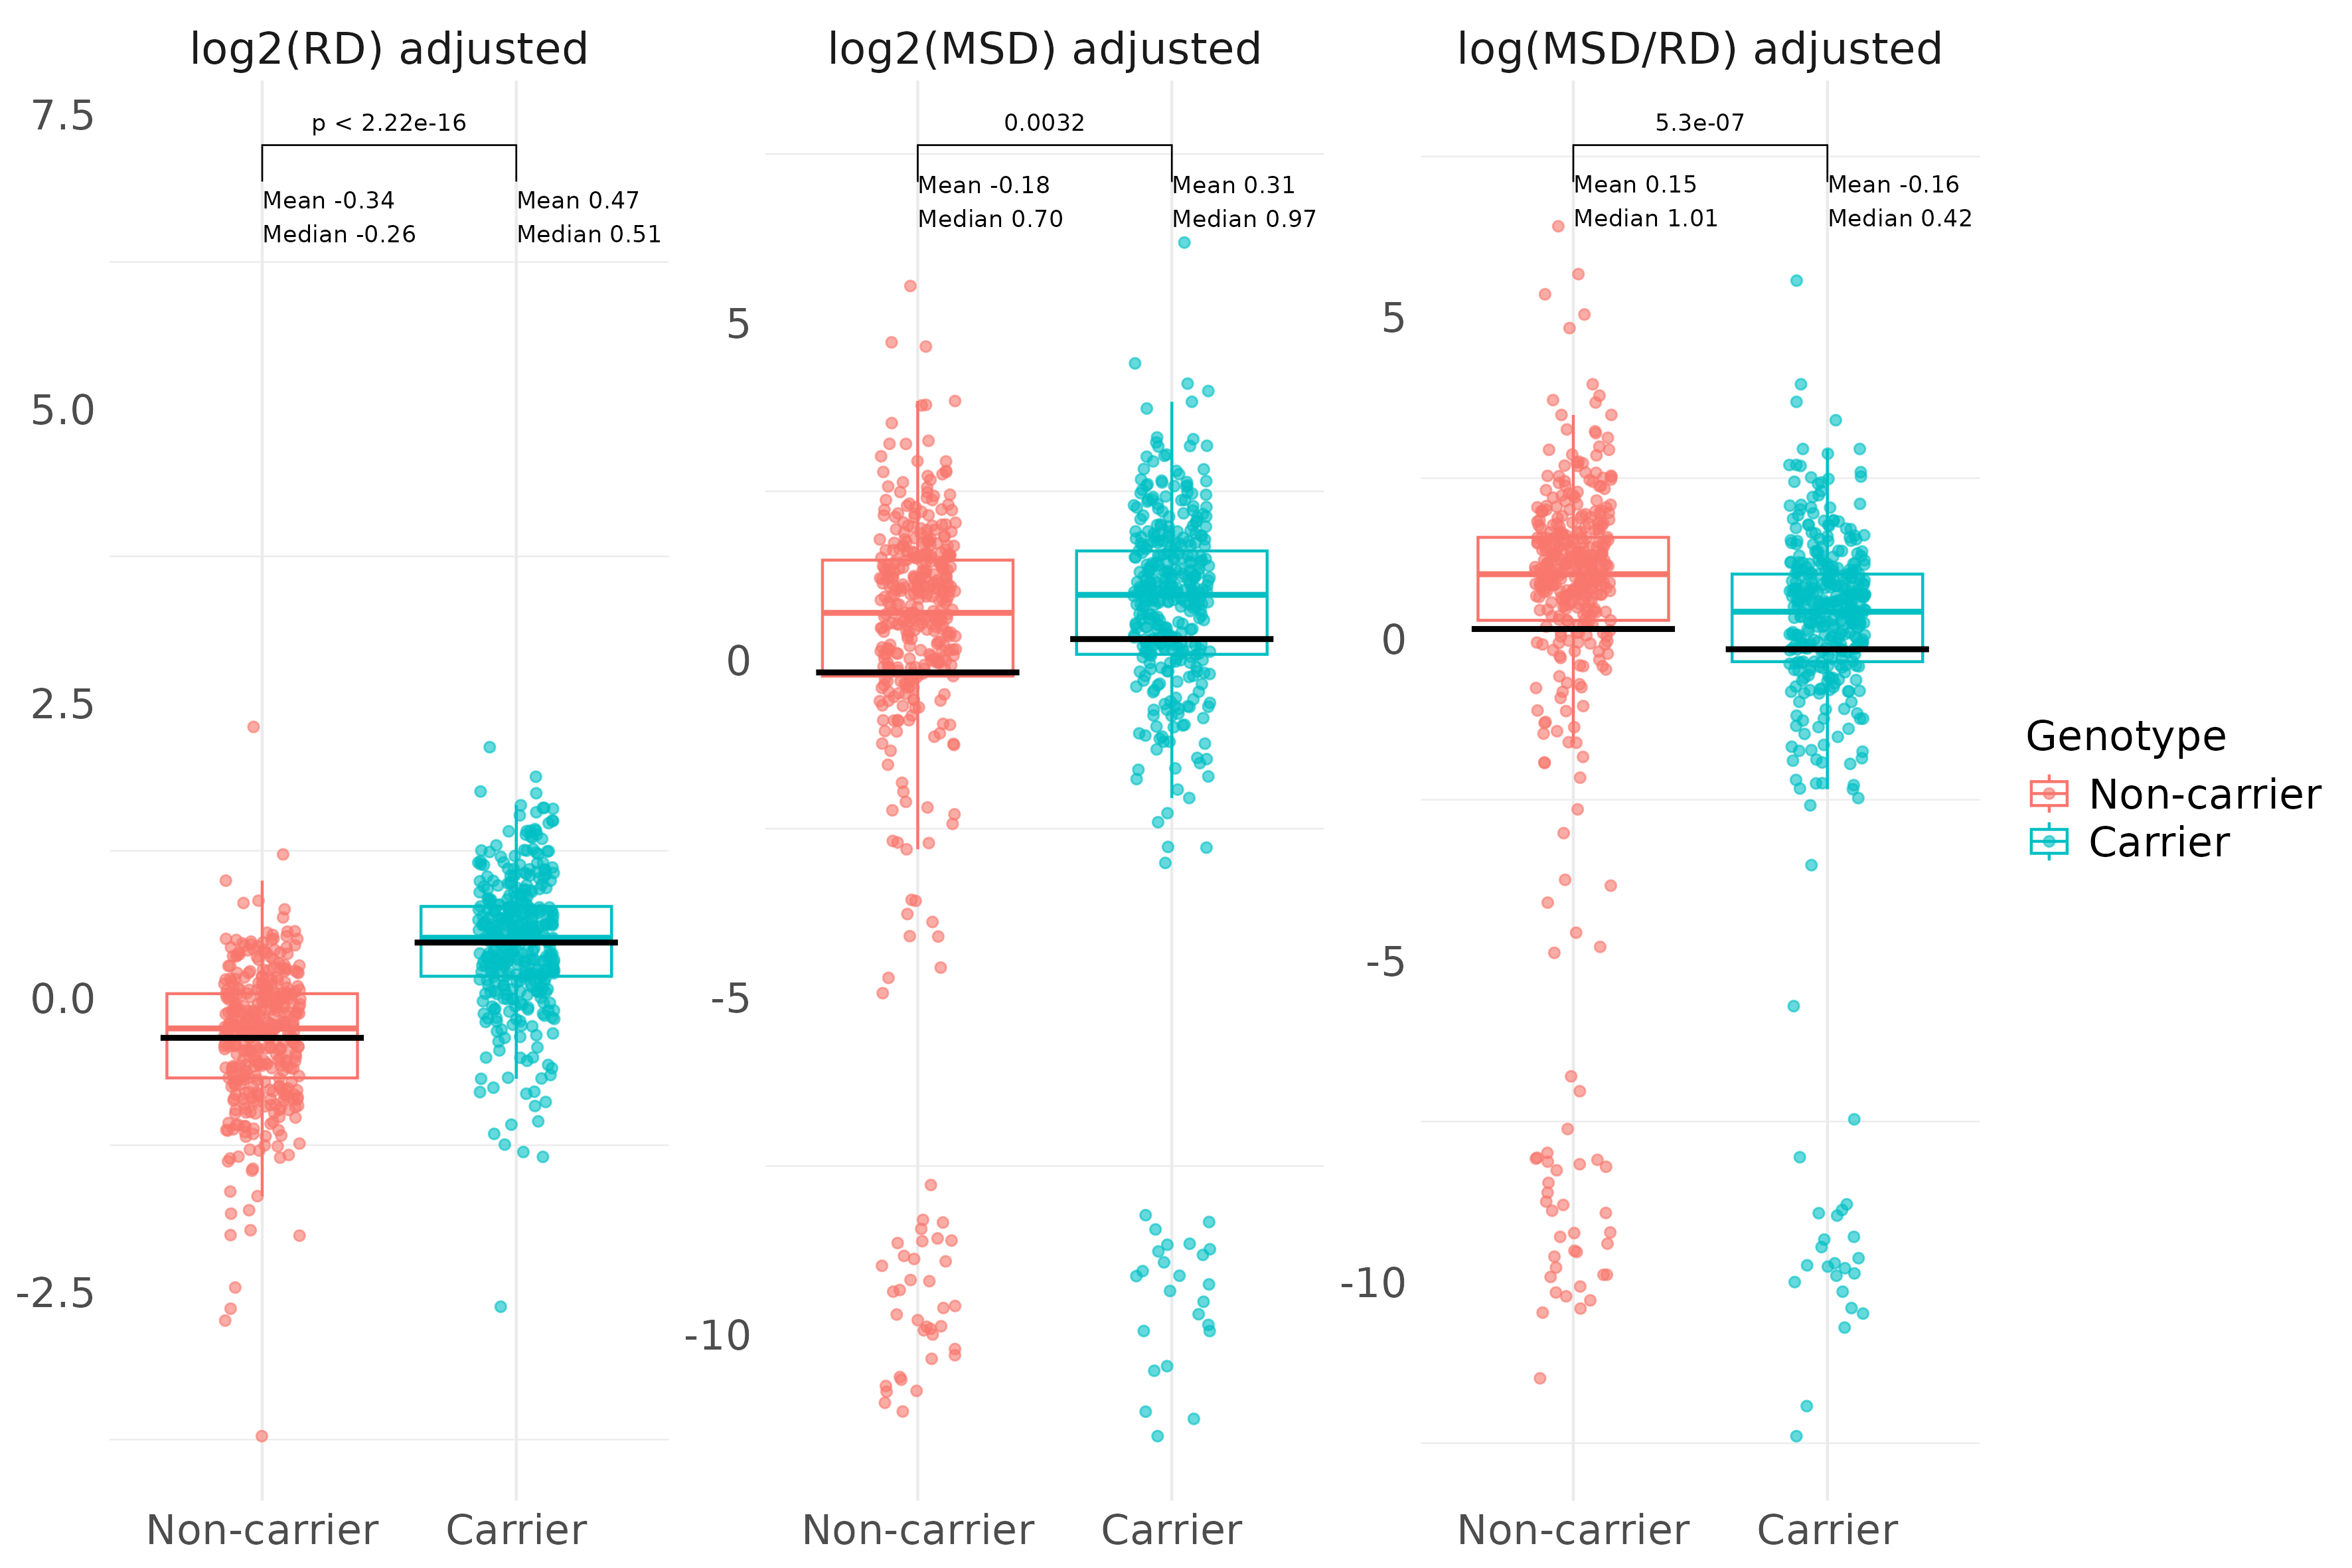 log2(RD) adjusted
7.5
5.0
2.5
0.0
-2.5
p < 2.22e-16
Mean -0.34
Median -0.26
Mean 0.47
Median 0.51
Non-carrier
Carrier
log2(MSD) adjusted
5
0
-5
-10
0.0032
Mean -0.18
Median 0.70
Mean 0.31
Median 0.97
Non-carrier
Carrier
log(MSD/RD) adjusted
5
0
-5
-10
5.3e-07
Mean 0.15
Median 1.01
Mean -0.16
Median 0.42
Non-carrier
Carrier
Genotype
Non-carrier
Carrier